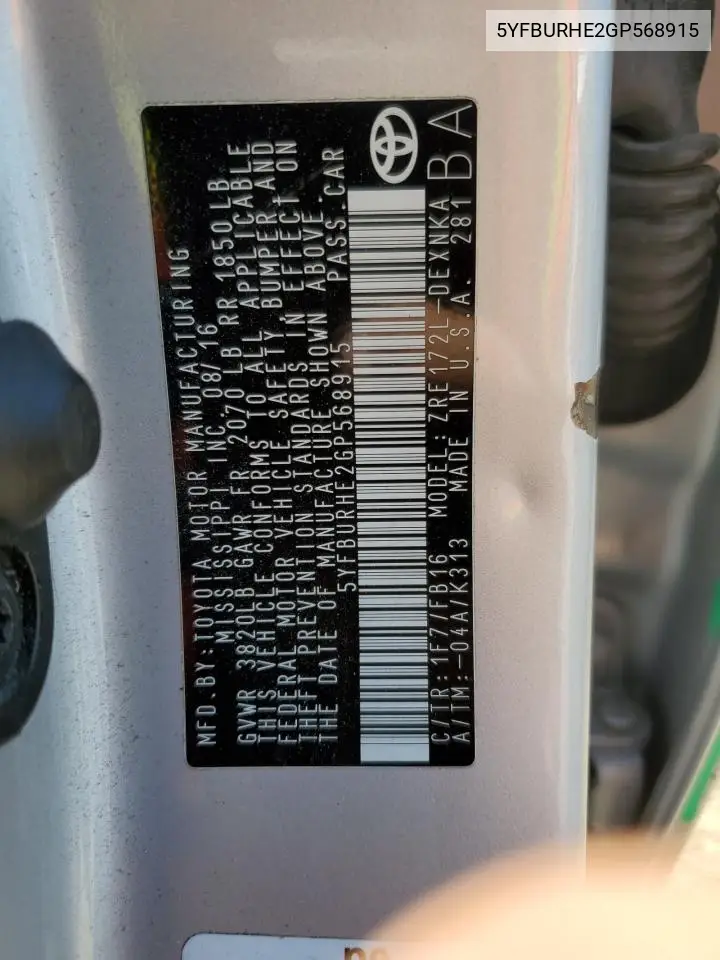 5YFBURHE2GP568915
MFD.BY:TOYOTA MOTOR MANUFACTURING
MISSISSIPPI INC. 08/16
GVWR 3820LB GAWR FR 2070LB RR 1850LB
THIS VEHICLE CONFORMS TO ALL APPLICABLE
FEDERAL MOTOR VEHICLE SAFETY BUMPER, AND
THEFT PREVENTION STANDARDS IN EFFECT ON
THE DATE OF MANUFACTURE SHOWN ABOVE.
5YFBURHE2GP568915 PASS.CAR
C/TR:1F7/FB16 MODEL:ZRE172L-DEXNKA
A/TM:-04A/K313 MADE IN U.S.A. 281
BA